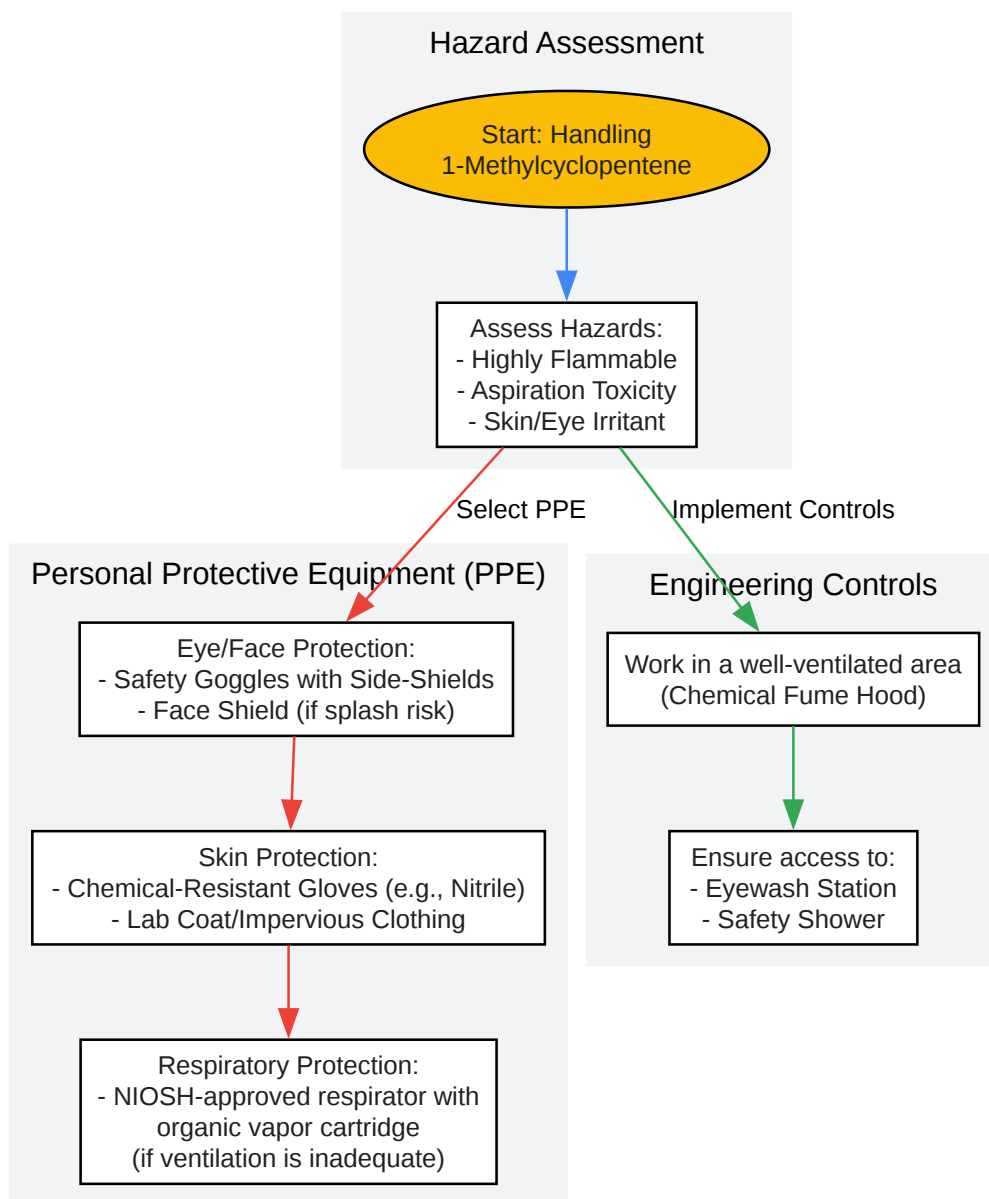 Hazard Assessment
Start: Handling
1-Methylcyclopentene
Assess Hazards:
- Highly Flammable
- Aspiration Toxicity
- Skin/Eye Irritant
Select PPE
Implement Controls
Personal Protective Equipment (PPE)
Eye/Face Protection:
- Safety Goggles with Side-Shields
- Face Shield (if splash risk)
Skin Protection:
- Chemical-Resistant Gloves (e.g., Nitrile)
- Lab Coat/Impervious Clothing
Respiratory Protection:
- NIOSH-approved respirator with
organic vapor cartridge
(if ventilation is inadequate)
Engineering Controls
Work in a well-ventilated area
(Chemical Fume Hood)
Ensure access to:
- Eyewash Station
- Safety Shower